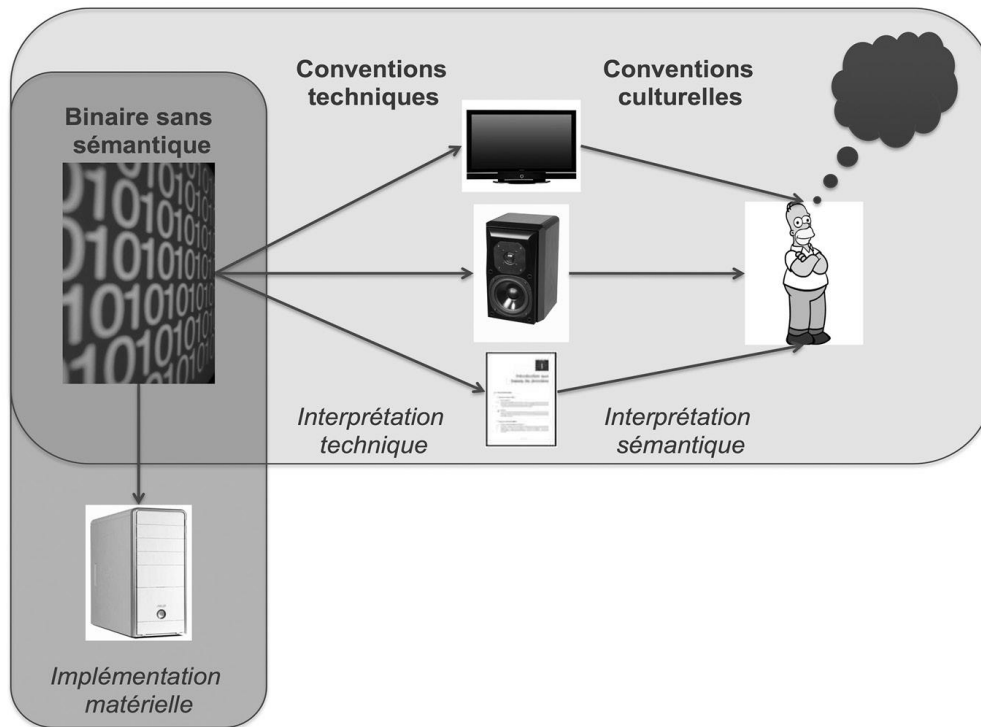 Conventions
techniques
Conventions
culturelles
Binaire sans
sémantique
Interprétation
technique
Interprétation
sémantique
Implémentation
matérielle